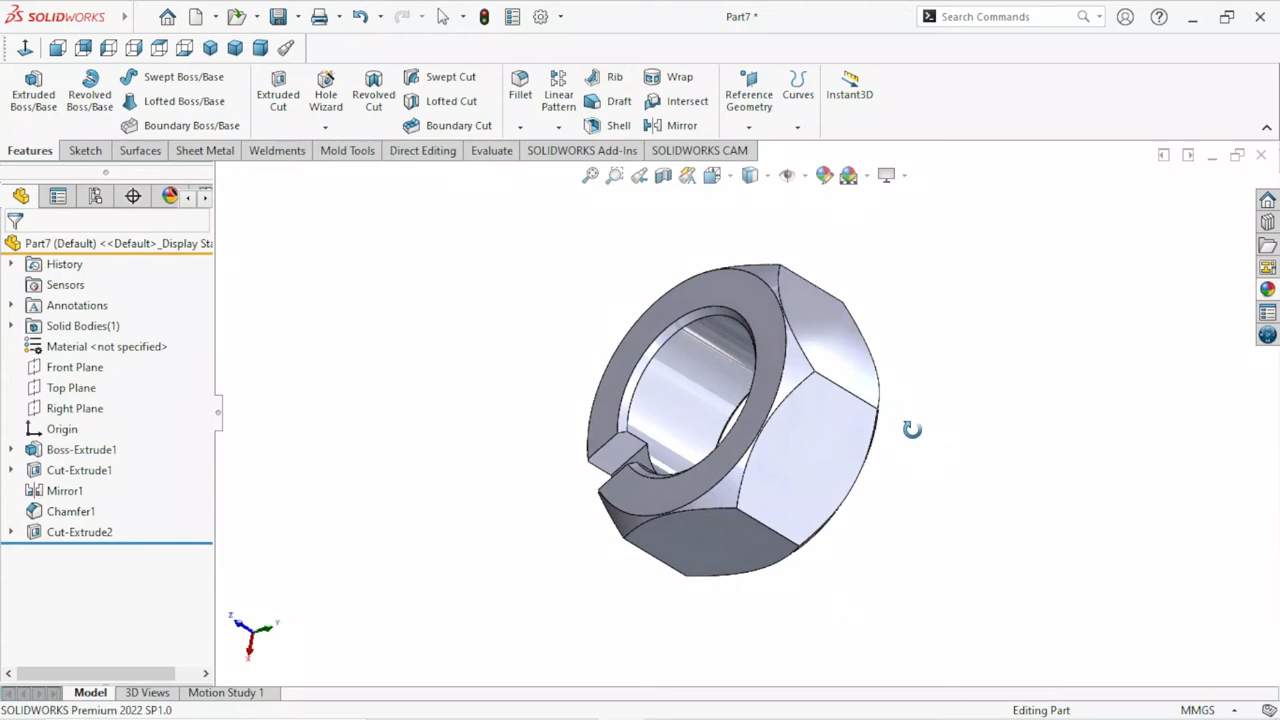 SOLIDWORKS
Part7 *
Search Commands
Extruded Boss/Base
Revolved Boss/Base
Swept Boss/Base
Lofted Boss/Base
Boundary Boss/Base
Extruded Cut
Hole Wizard
Revolved Cut
Swept Cut
Lofted Cut
Boundary Cut
Fillet
Linear Pattern
Rib
Draft
Shell
Wrap
Intersect
Mirror
Reference Geometry
Curves
Instant3D
Features
Sketch
Surfaces
Sheet Metal
Weldments
Mold Tools
Direct Editing
Evaluate
SOLIDWORKS Add-Ins
SOLIDWORKS CAM
Part7 (Default) <<Default>_Display Sta
History
Sensors
Annotations
Solid Bodies(1)
Material <not specified>
Front Plane
Top Plane
Right Plane
Origin
Boss-Extrude1
Cut-Extrude1
Mirror1
Chamfer1
Cut-Extrude2
Z
Y
X
Model
3D Views
Motion Study 1
SOLIDWORKS Premium 2022 SP1.0
Editing Part
MMGS